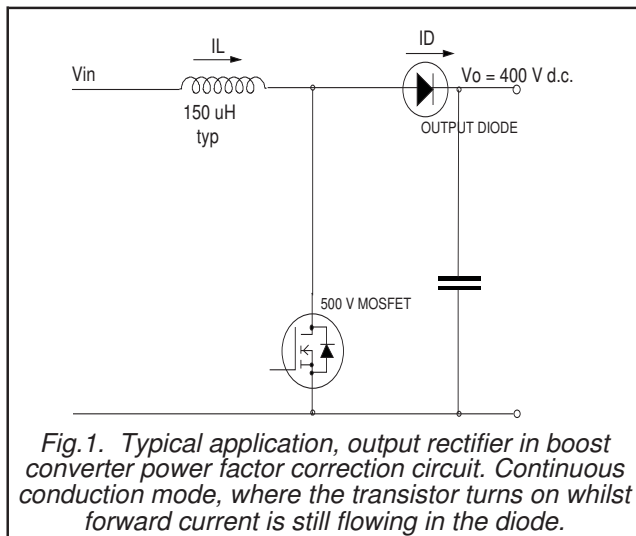 IL
ID
Vin
Vo = 400 V d.c.
150 uH
typ
OUTPUT DIODE
500 V MOSFET
Fig.1. Typical application, output rectifier in boost
converter power factor correction circuit. Continuous
conduction mode, where the transistor turns on whilst
forward current is still flowing in the diode.